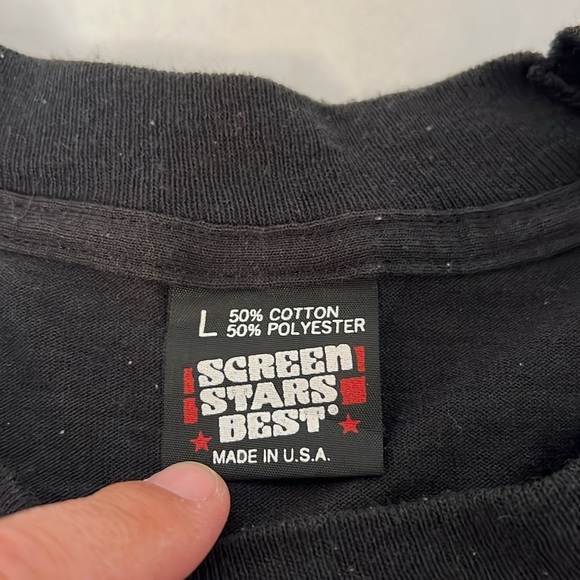 L 50% COTTON
50% POLYESTER
SCREEN
STARS
BEST®
MADE IN U.S.A.